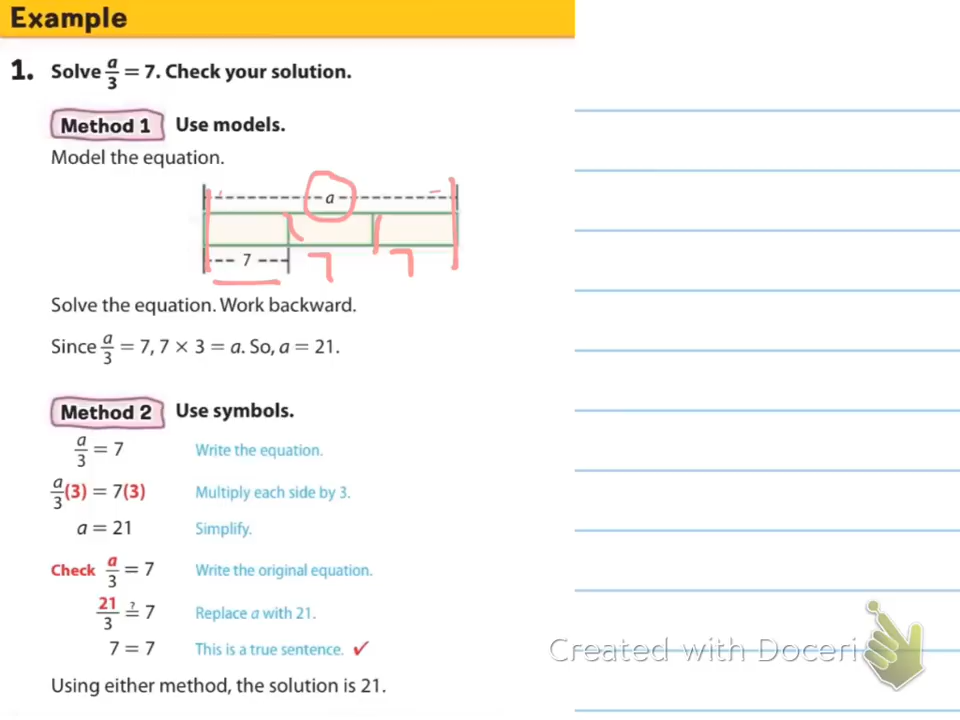 Example
1. Solve a/3 = 7. Check your solution.
Method 1 Use models.
Model the equation.
a
7 7 7
Solve the equation. Work backward.
Since a/3 = 7, 7 × 3 = a. So, a = 21.
Method 2 Use symbols.
a/3 = 7 Write the equation.
a/3(3) = 7(3) Multiply each side by 3.
a = 21 Simplify.
Check a/3 = 7 Write the original equation.
21/3 ≟ 7 Replace a with 21.
7 = 7 This is a true sentence. ✓
Using either method, the solution is 21.
Created with Doceri